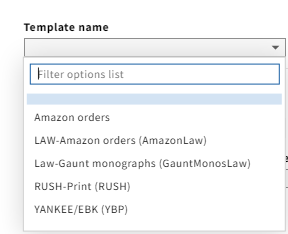 Template name
Filter options list
Amazon orders
LAW-Amazon orders (AmazonLaw)
Law-Gaunt monographs (GauntMonosLaw)
RUSH-Print (RUSH)
YANKEE/EBK (YBP)